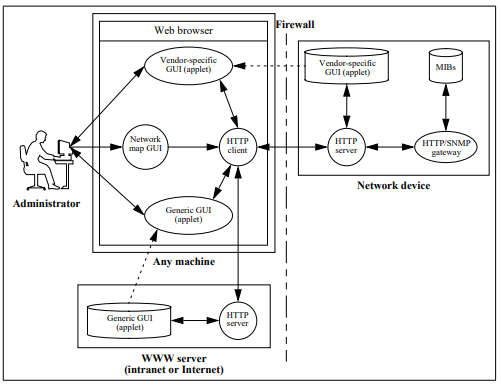 Web browser
Firewall
Vendor-specific
GUI (applet)
Vendor-specific
GUI (applet)
MIBs
Network
map GUI
HTTP
client
HTTP
server
HTTP/SNMP
gateway
Administrator
Network device
Generic GUI
(applet)
Any machine
Generic GUI
(applet)
HTTP
server
WWW server
(intranet or Internet)